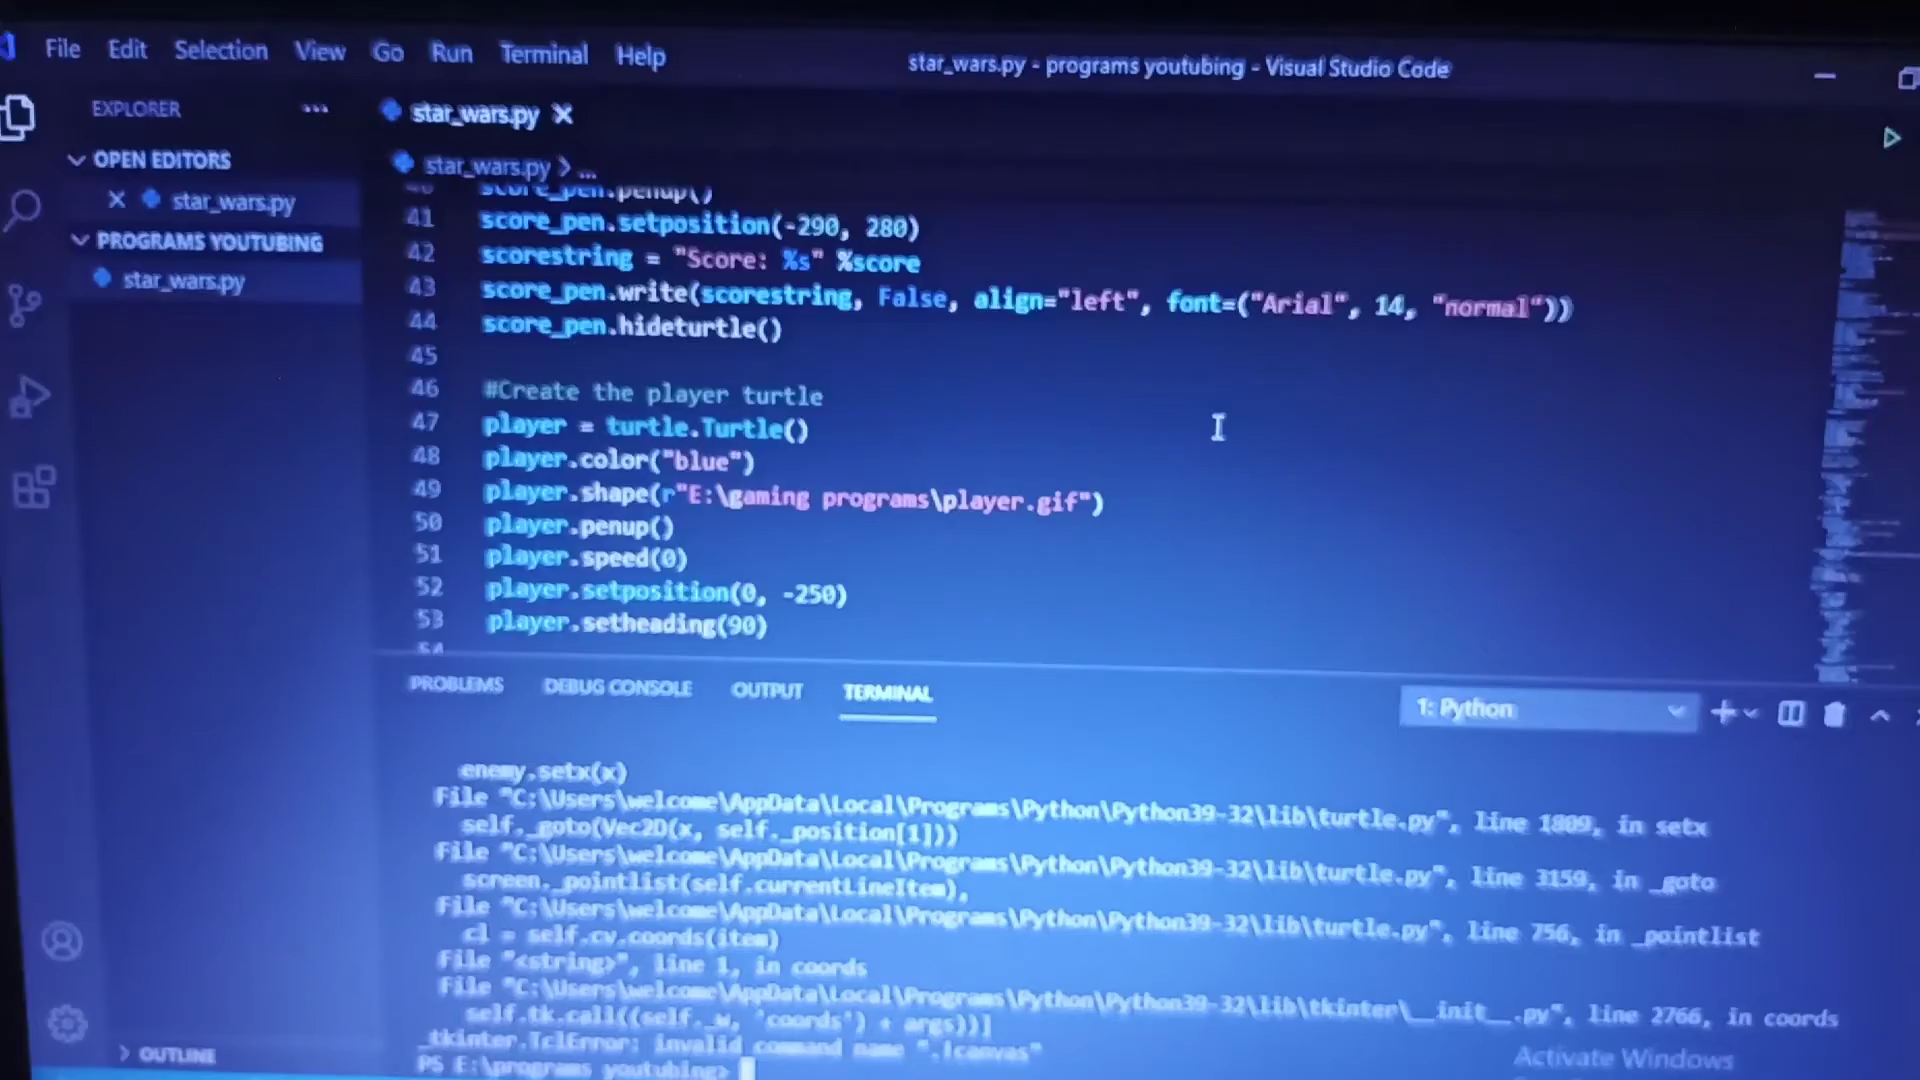 File Edit Selection View Go Run Terminal Help
star_wars.py - programs youtubing - Visual Studio Code
EXPLORER ...
star_wars.py
OPEN EDITORS
star_wars.py
PROGRAMS YOUTUBING
star_wars.py
star_wars.py > ...
40 score_pen.penup()
41 score_pen.setposition(-290, 280)
42 scorestring = "Score: %s" %score
43 score_pen.write(scorestring, False, align="left", font=("Arial", 14, "normal"))
44 score_pen.hideturtle()
45
46 #Create the player turtle
47 player = turtle.Turtle()
48 player.color("blue")
49 player.shape(r"E:\gaming programs\player.gif")
50 player.penup()
51 player.speed(0)
52 player.setposition(0, -250)
53 player.setheading(90)
54
PROBLEMS DEBUG CONSOLE OUTPUT TERMINAL
1: Python
enemy.setx(x)
File "C:\Users\welcome\AppData\Local\Programs\Python\Python39-32\lib\turtle.py", line 1809, in setx
self._goto(Vec2D(x, self._position[1]))
File "C:\Users\welcome\AppData\Local\Programs\Python\Python39-32\lib\turtle.py", line 3159, in _goto
screen._pointlist(self.currentLineItem),
File "C:\Users\welcome\AppData\Local\Programs\Python\Python39-32\lib\turtle.py", line 756, in _pointlist
cl = self.cv.coords(item)
File "<string>", line 1, in coords
File "C:\Users\welcome\AppData\Local\Programs\Python\Python39-32\lib\tkinter\__init__.py", line 2766, in coords
self.tk.call((self._w, 'coords') + args))]
_tkinter.TclError: invalid command name ".!canvas"
PS E:\programs youtubing>
OUTLINE
Activate Windows